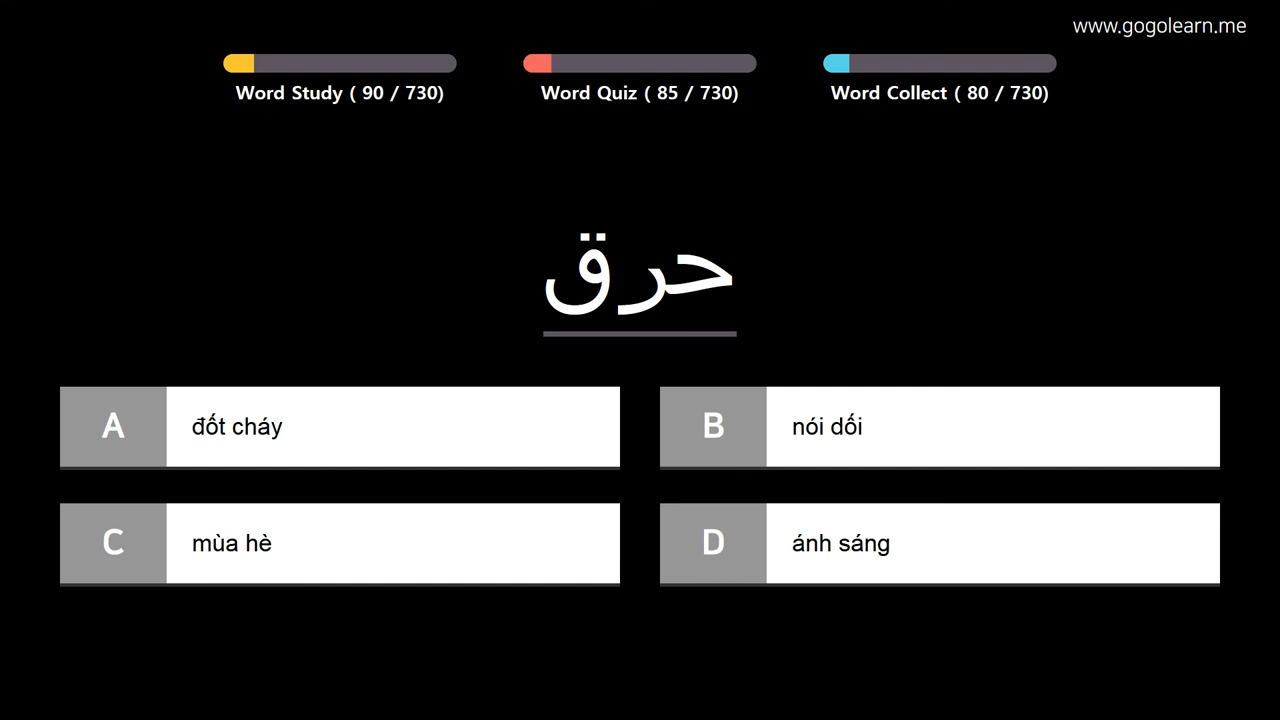 www.gogolearn.me
Word Study ( 90 / 730)
Word Quiz ( 85 / 730)
Word Collect ( 80 / 730)
حرق
A đốt cháy
B nói dối
C mùa hè
D ánh sáng